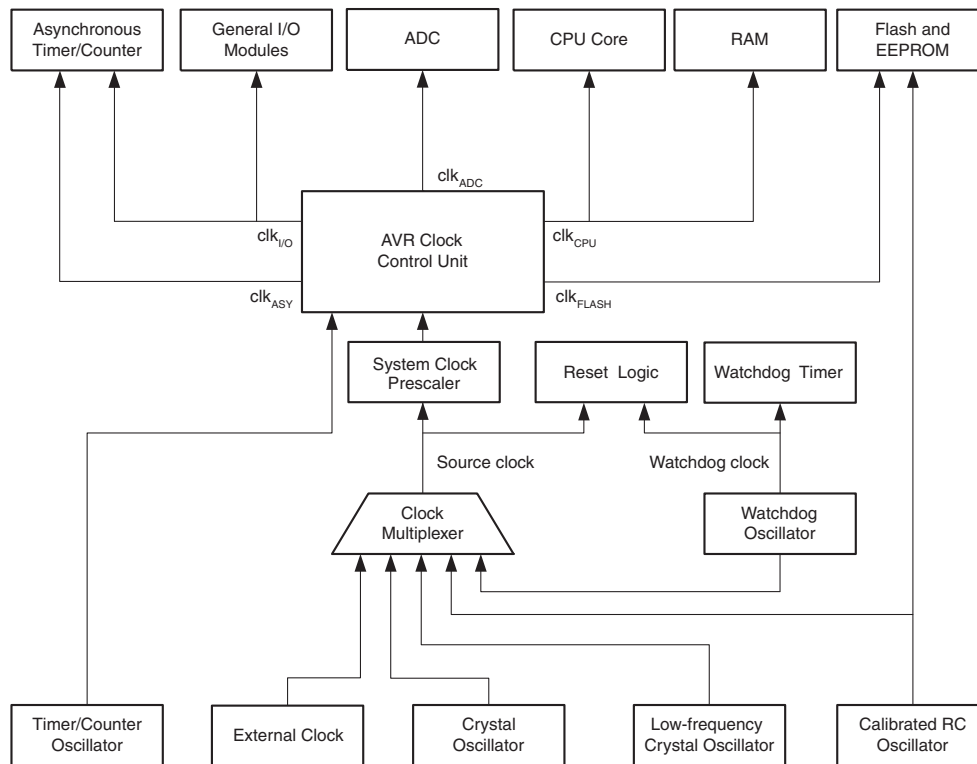 Asynchronous
Timer/Counter
General I/O
Modules
ADC
CPU Core
RAM
Flash and
EEPROM
clkADC
clkI/O
AVR Clock
Control Unit
clkCPU
clkASY
clkFLASH
System Clock
Prescaler
Reset Logic
Watchdog Timer
Source clock
Watchdog clock
Clock
Multiplexer
Watchdog
Oscillator
Timer/Counter
Oscillator
External Clock
Crystal
Oscillator
Low-frequency
Crystal Oscillator
Calibrated RC
Oscillator